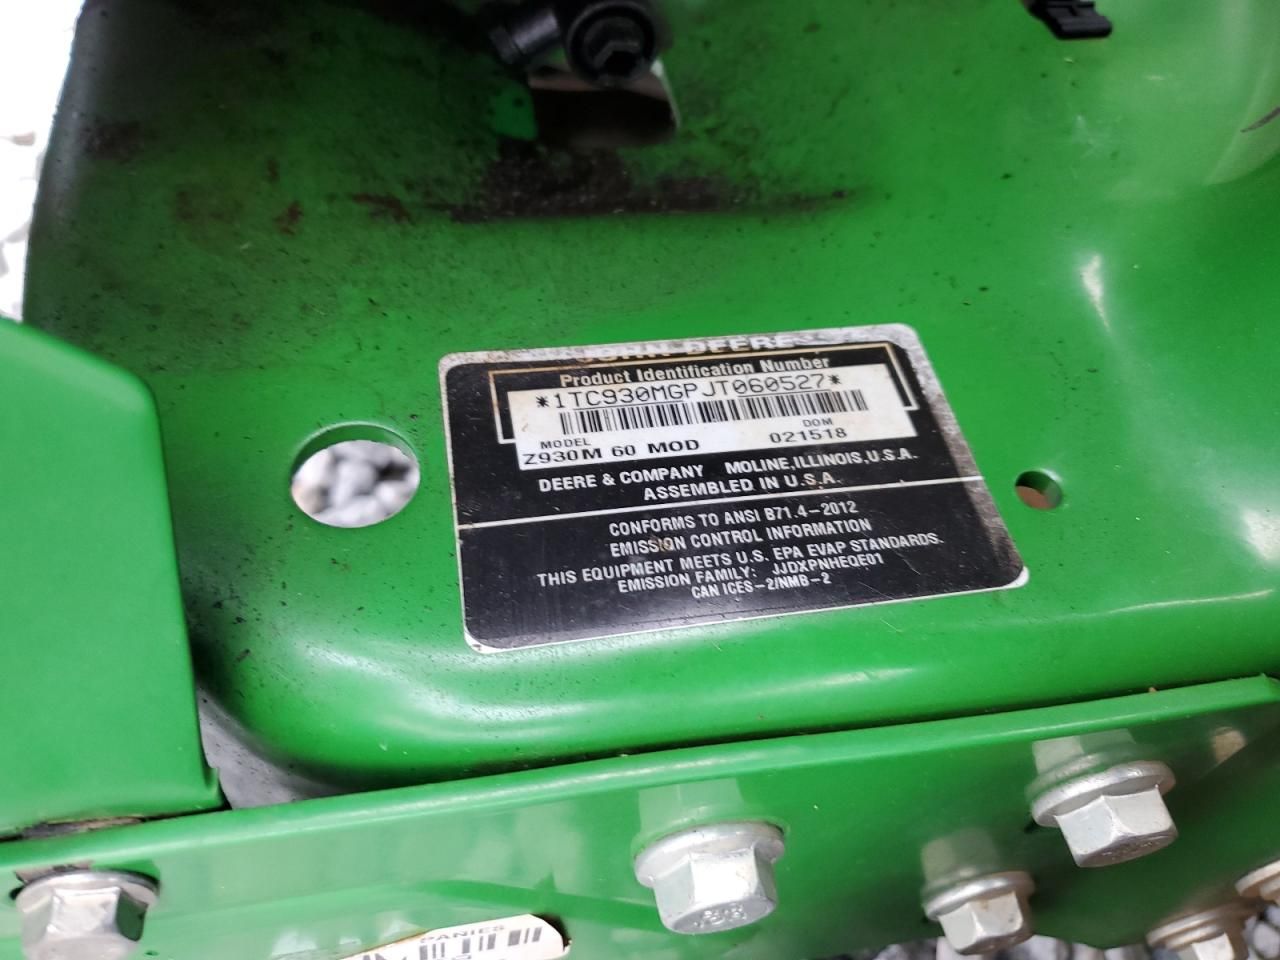 JOHN DEERE
Product Identification Number
*1TC930MGPJT060527*
MODEL DOM
Z930M 60 MOD 021518
DEERE & COMPANY MOLINE, ILLINOIS, U.S.A.
ASSEMBLED IN U.S.A.
CONFORMS TO ANSI B71.4-2012
EMISSION CONTROL INFORMATION
THIS EQUIPMENT MEETS U.S. EPA EVAP STANDARDS.
EMISSION FAMILY: JJDXPNHEQE01
CAN ICES-2/NMB-2
PANIES